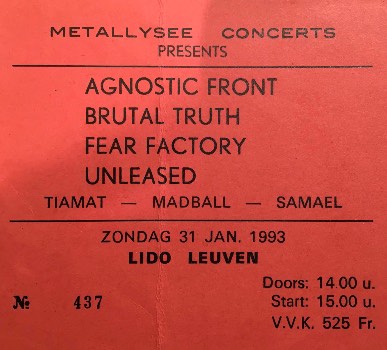 METALLYSEE CONCERTS
PRESENTS
AGNOSTIC FRONT
BRUTAL TRUTH
FEAR FACTORY
UNLEASED
TIAMAT — MADBALL — SAMAEL
ZONDAG 31 JAN. 1993
LIDO LEUVEN
Doors: 14.00 u.
Start: 15.00 u.
V.V.K. 525 Fr.
№ 437